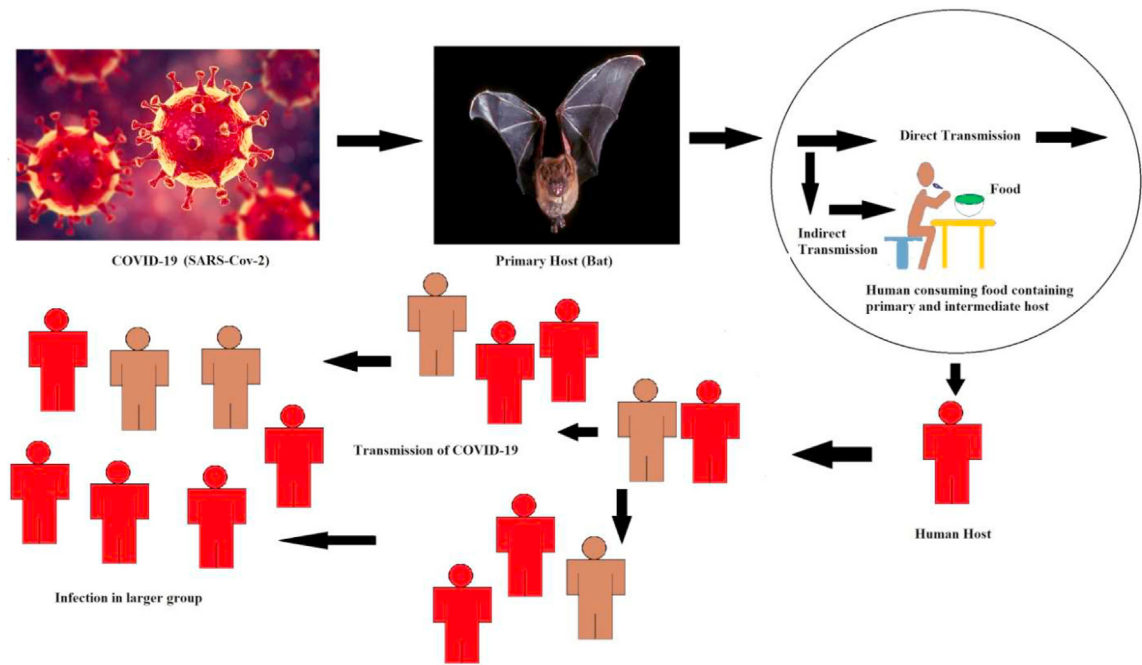 COVID-19 (SARS-Cov-2)
Primary Host (Bat)
Direct Transmission
Food
Indirect
Transmission
Human consuming food containing
primary and intermediate host
Transmission of COVID-19
Human Host
Infection in larger group